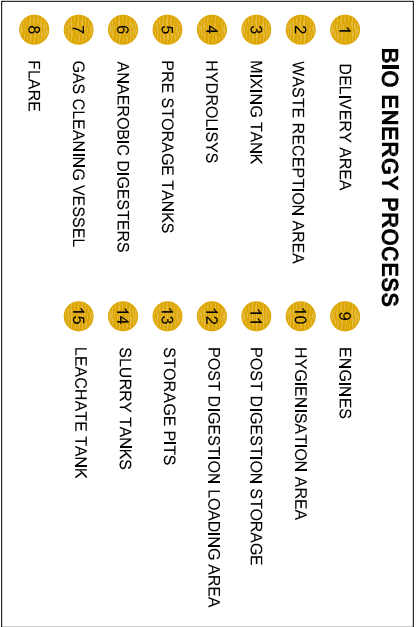 BIO ENERGY PROCESS
1 DELIVERY AREA
2 WASTE RECEPTION AREA
3 MIXING TANK
4 HYDROLISYS
5 PRE STORAGE TANKS
6 ANAEROBIC DIGESTERS
7 GAS CLEANING VESSEL
8 FLARE
9 ENGINES
10 HYGIENISATION AREA
11 POST DIGESTION STORAGE
12 POST DIGESTION LOADING AREA
13 STORAGE PITS
14 SLURRY TANKS
15 LEACHATE TANK